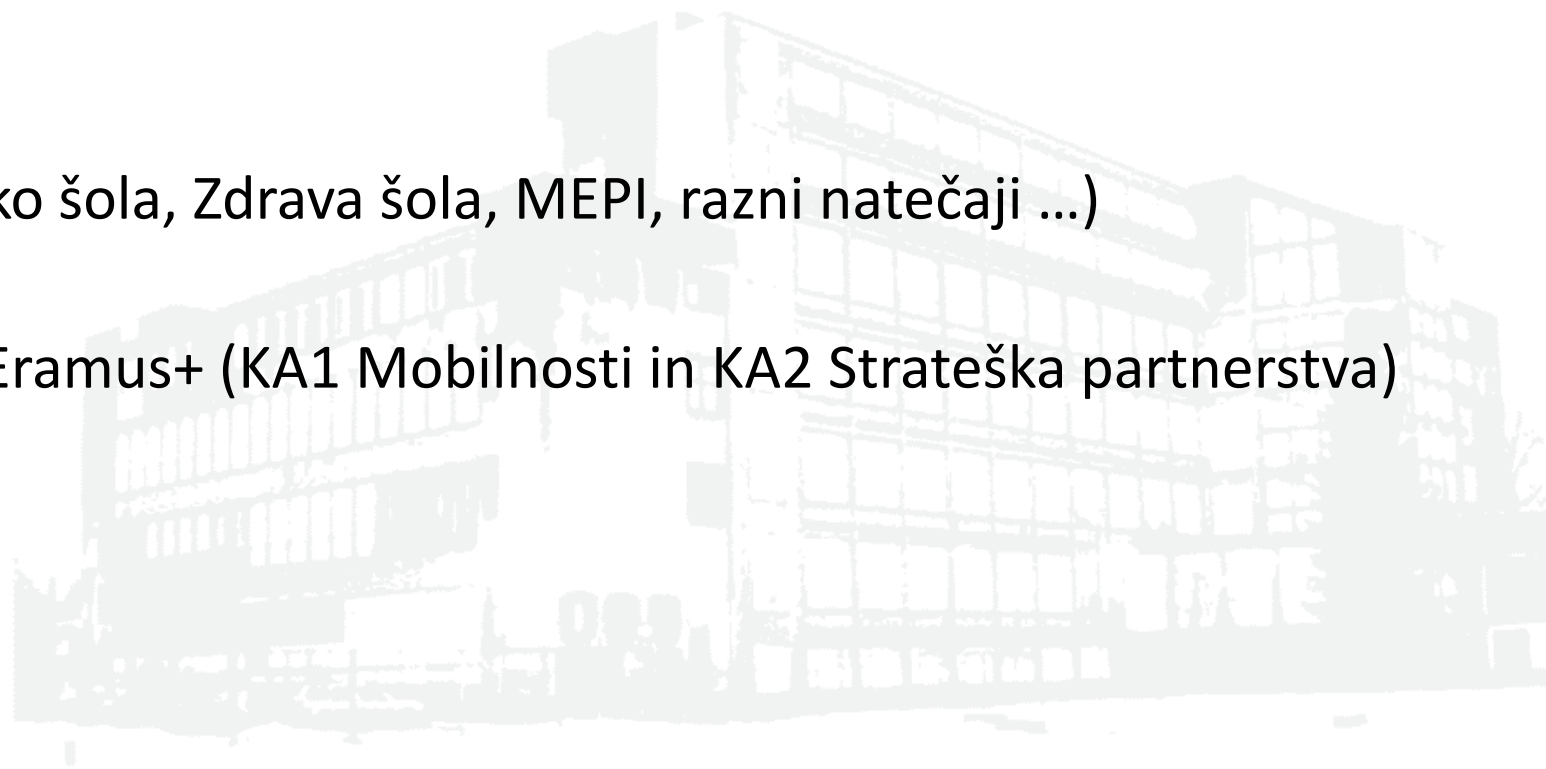 ko šola, Zdrava šola, MEPI, razni natečaji …)
Eramus+ (KA1 Mobilnosti in KA2 Strateška partnerstva)